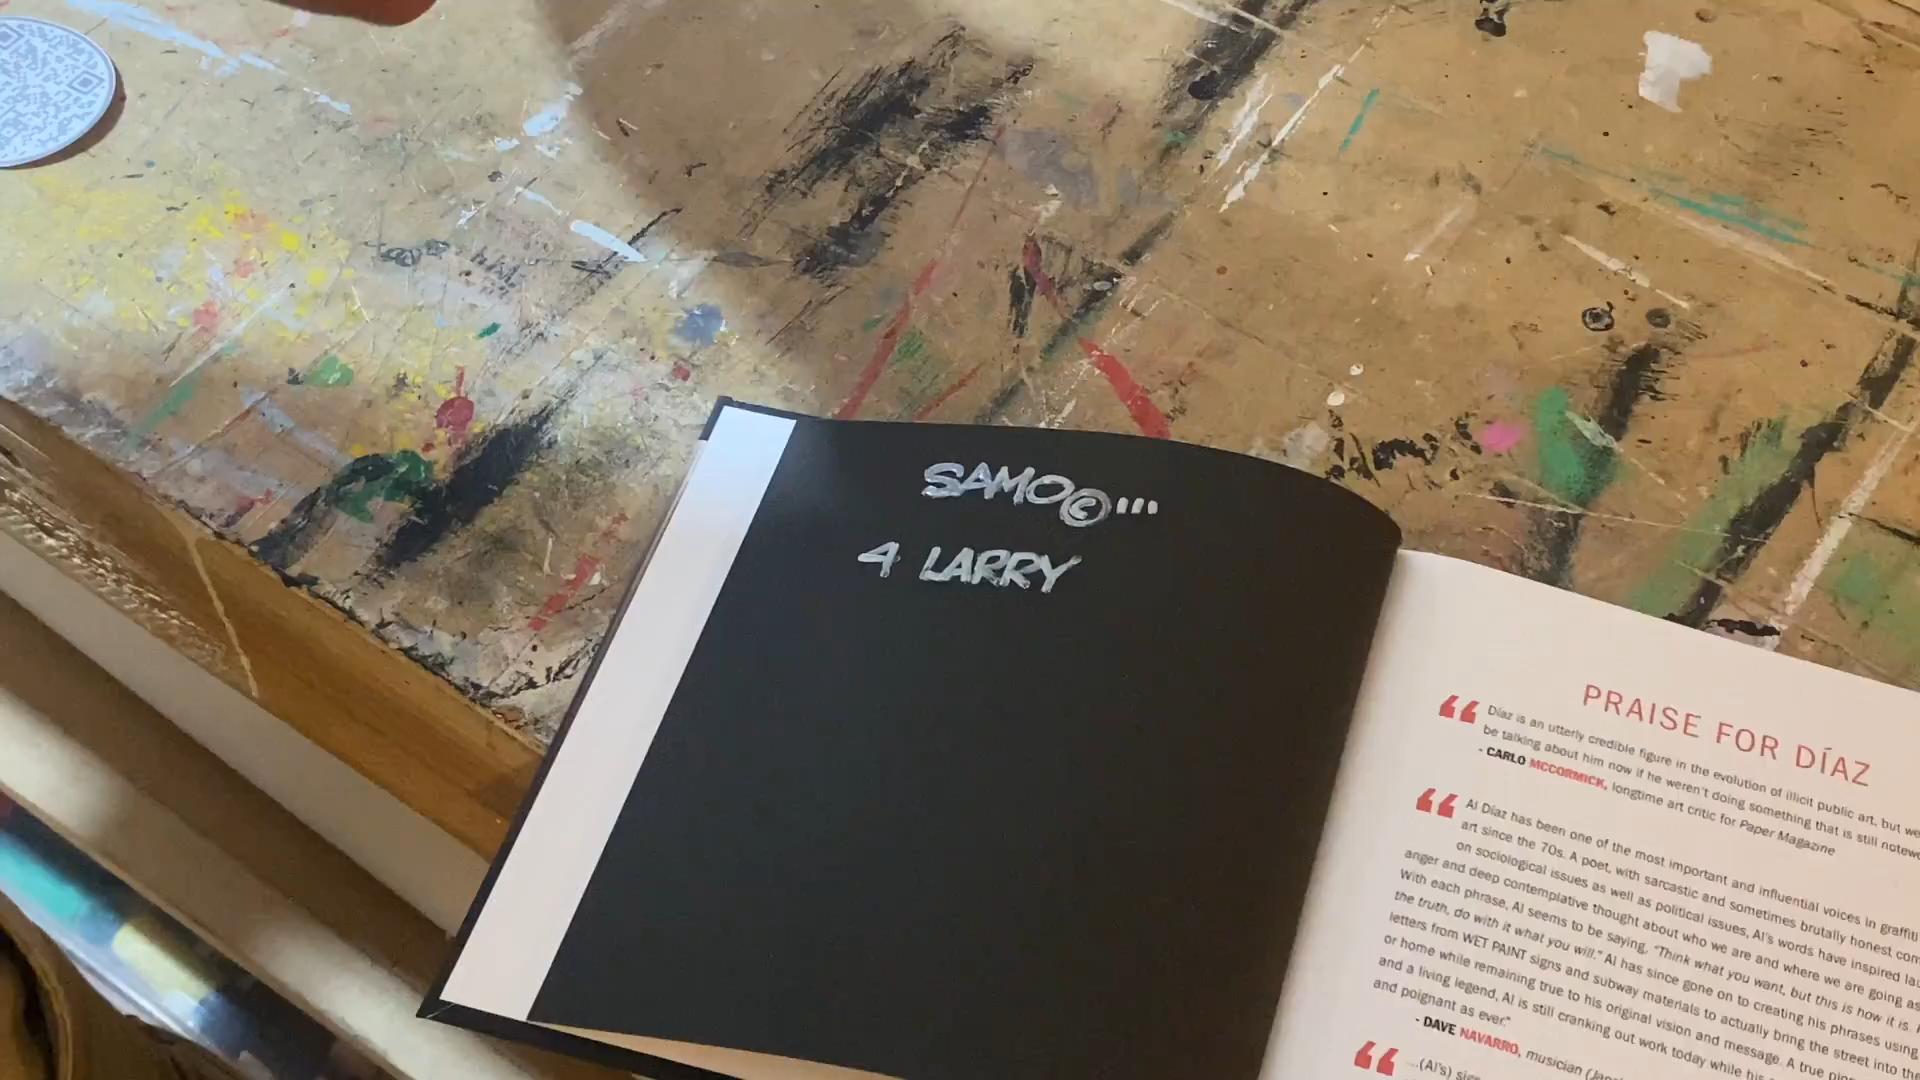 SAMO©'''
4 LARRY
PRAISE FOR DÍAZ
“ Díaz is an utterly credible figure in the evolution of illicit public art, but we
be talking about him now if he weren't doing something that is still notewo
- CARLO MCCORMICK, longtime art critic for Paper Magazine
“ Al Díaz has been one of the most important and influential voices in graffiti
art since the 70s. A poet, with sarcastic and sometimes brutally honest com
on sociological issues as well as political issues, Al's words have inspired lau
anger and deep contemplative thought about who we are and where we are going as
With each phrase, Al seems to be saying, “Think what you want, but this is how it is.
the truth, do with it what you will.” Al has since gone on to creating his phrases using
letters from WET PAINT signs and subway materials to actually bring the street into the
or home while remaining true to his original vision and message. A true
and a living legend, Al is still cranking out work today while his
and poignant as ever.”
- DAVE NAVARRO, musician
“ ...(Al's)